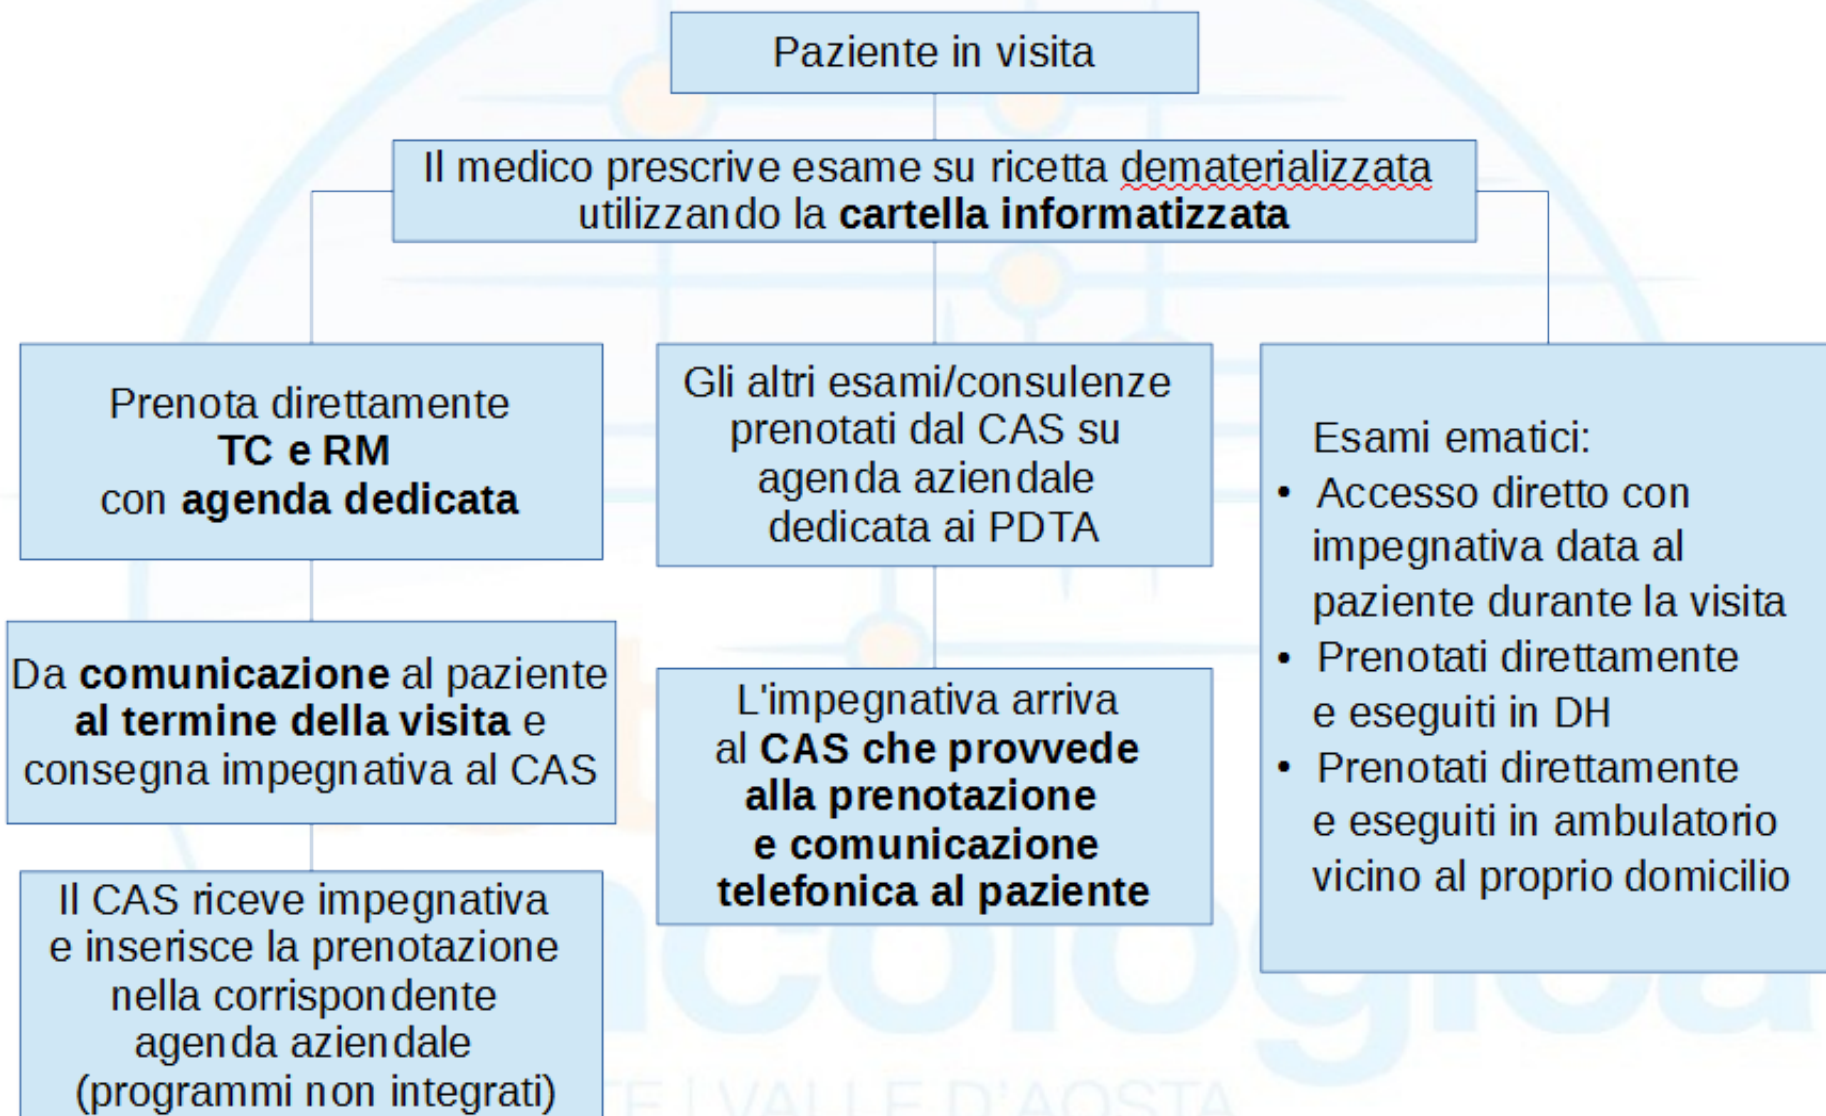 Paziente in visita
Il medico prescrive esame su ricetta dematerializzata
utilizzando la cartella informatizzata
Prenota direttamente
TC e RM
con agenda dedicata
Da comunicazione al paziente
al termine della visita e
consegna impegnativa al CAS
Il CAS riceve impegnativa
e inserisce la prenotazione
nella corrispondente
agenda aziendale
(programmi non integrati)
Gli altri esami/consulenze
prenotati dal CAS su
agenda aziendale
dedicata ai PDTA
L'impegnativa arriva
al CAS che provvede
alla prenotazione
e comunicazione
telefonica al paziente
Esami ematici:
• Accesso diretto con
impegnativa data al
paziente durante la visita
• Prenotati direttamente
e eseguiti in DH
• Prenotati direttamente
e eseguiti in ambulatorio
vicino al proprio domicilio
VALLE D'AOSTA